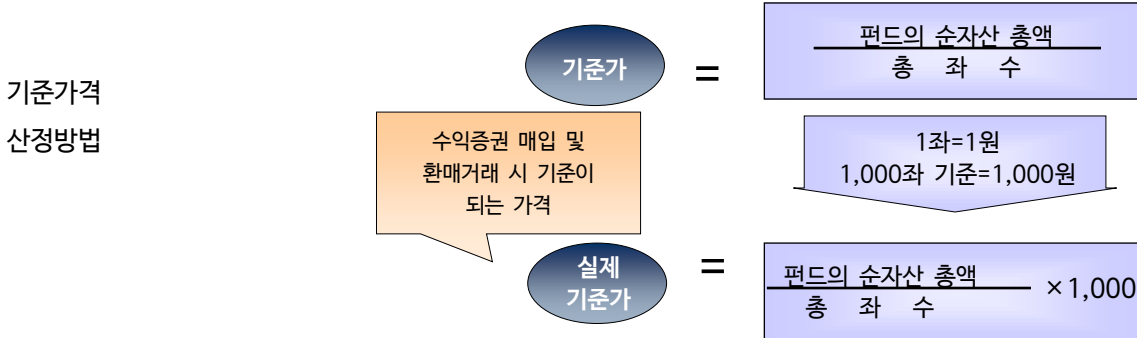 기준가격
산정방법
기준가
=
펀드의 순자산 총액
총 좌 수
수익증권 매입 및
환매거래 시 기준이
되는 가격
1좌=1원
1,000좌 기준=1,000원
실제
기준가
=
펀드의 순자산 총액
총 좌 수
×1,000